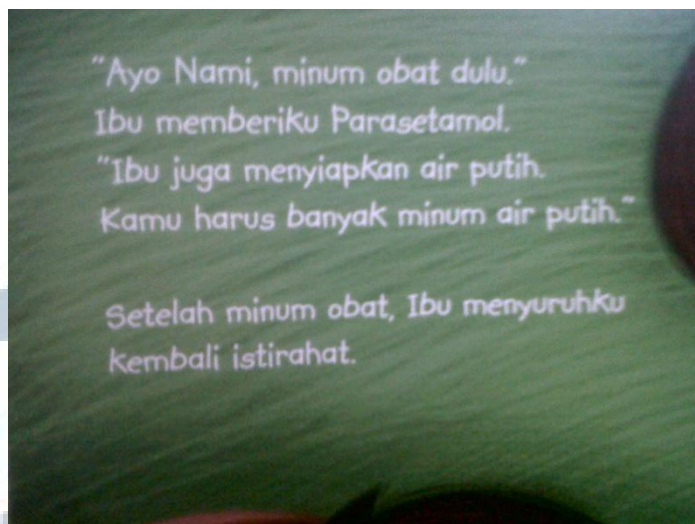 "Ayo Nami, minum obat dulu."
Ibu memberiku Parasetamol.
"Ibu juga menyiapkan air putih.
Kamu harus banyak minum air putih."
Setelah minum obat, Ibu menyuruhku
kembali istirahat.